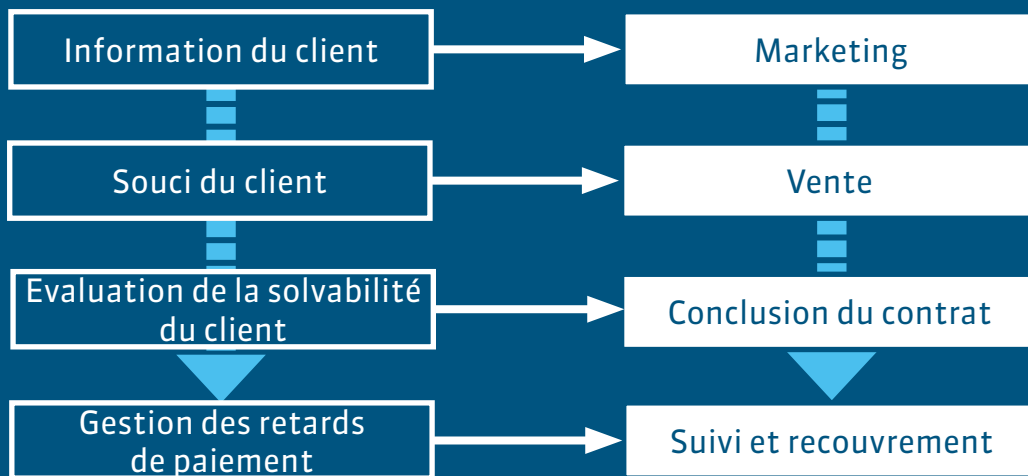 Information du client
Marketing
Souci du client
Vente
Evaluation de la solvabilité
du client
Conclusion du contrat
Gestion des retards
de paiement
Suivi et recouvrement